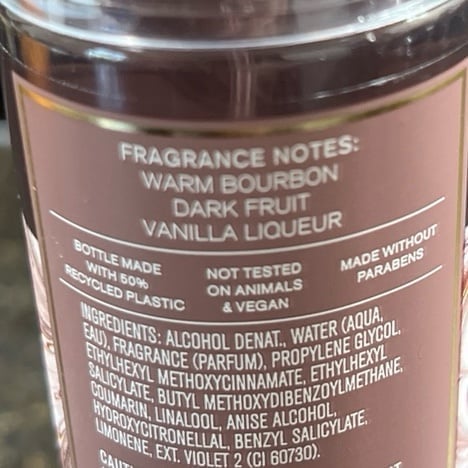 FRAGRANCE NOTES:
WARM BOURBON
DARK FRUIT
VANILLA LIQUEUR
BOTTLE MADE
WITH 50%
RECYCLED PLASTIC
NOT TESTED
ON ANIMALS
& VEGAN
MADE WITHOUT
PARABENS
INGREDIENTS: ALCOHOL DENAT., WATER (AQUA,
EAU), FRAGRANCE (PARFUM), PROPYLENE GLYCOL,
ETHYLHEXYL METHOXYCINNAMATE, ETHYLHEXYL
SALICYLATE, BUTYL METHOXYDIBENZOYLMETHANE,
COUMARIN, LINALOOL, ANISE ALCOHOL,
HYDROXYCITRONELLAL, BENZYL SALICYLATE,
LIMONENE, EXT. VIOLET 2 (CI 60730).